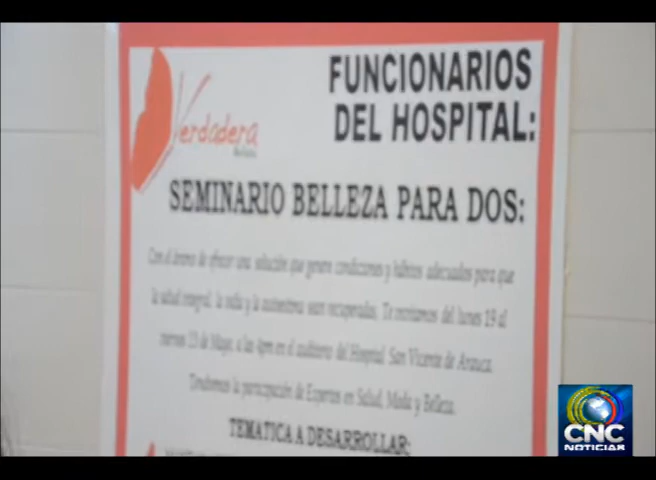 Verdadera
FUNCIONARIOS
DEL HOSPITAL:
SEMINARIO BELLEZA PARA DOS:
Con el ánimo de ofrecer una solución que genere condiciones y hábitos adecuados para que
la salud integral, la moda y la autoestima sean recuperadas. Te invitamos del lunes 19 al
viernes 23 de Mayo, a las 4pm en el auditorio del Hospital San Vicente de Arauca.
Tendremos la participación de Expertos en Salud, Moda y Belleza.
TEMATICA A DESARROLLAR:
CNC
NOTICIAS